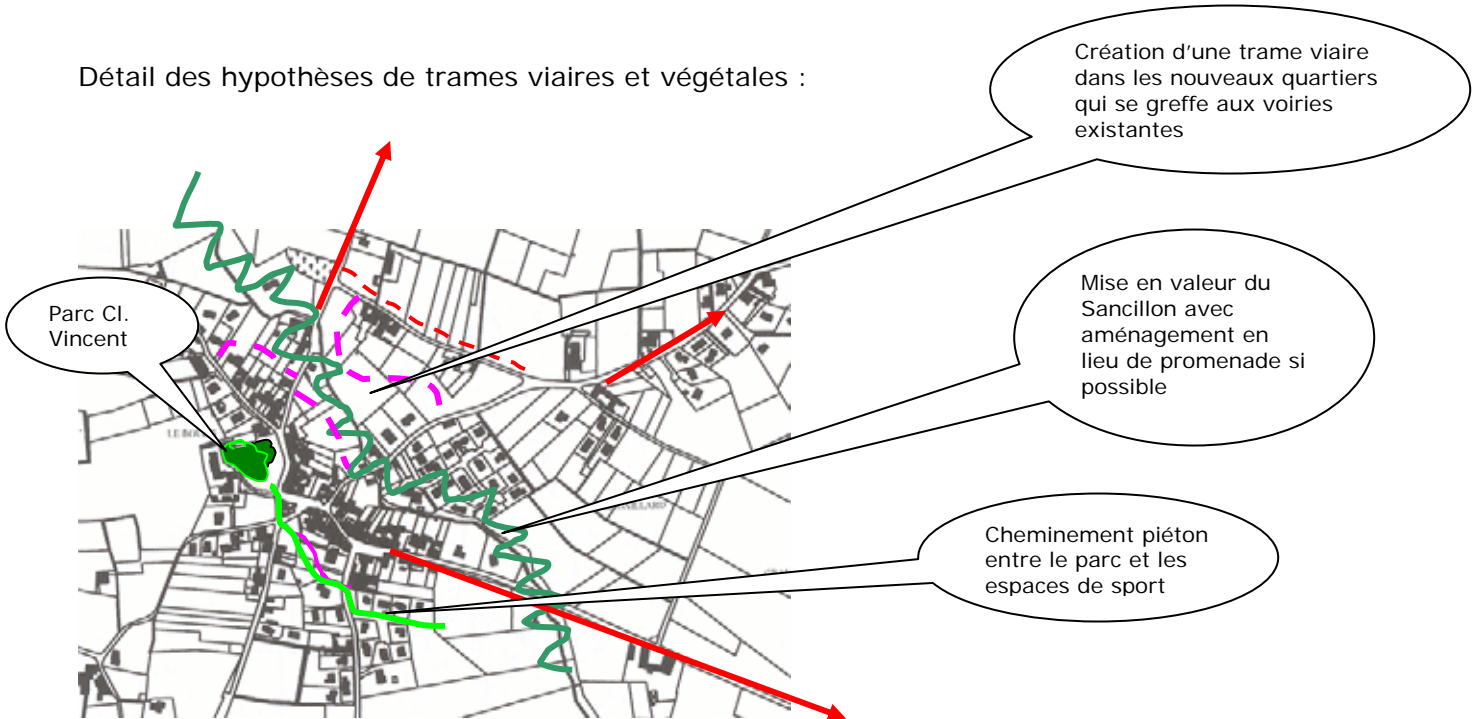 Détail des hypothèses de trames viaires et végétales :
Création d'une trame viaire
dans les nouveaux quartiers
qui se greffe aux voiries
existantes
Mise en valeur du
Sancillon avec
aménagement en
lieu de promenade si
possible
Parc Cl.
Vincent
Cheminement piéton
entre le parc et les
espaces de sport